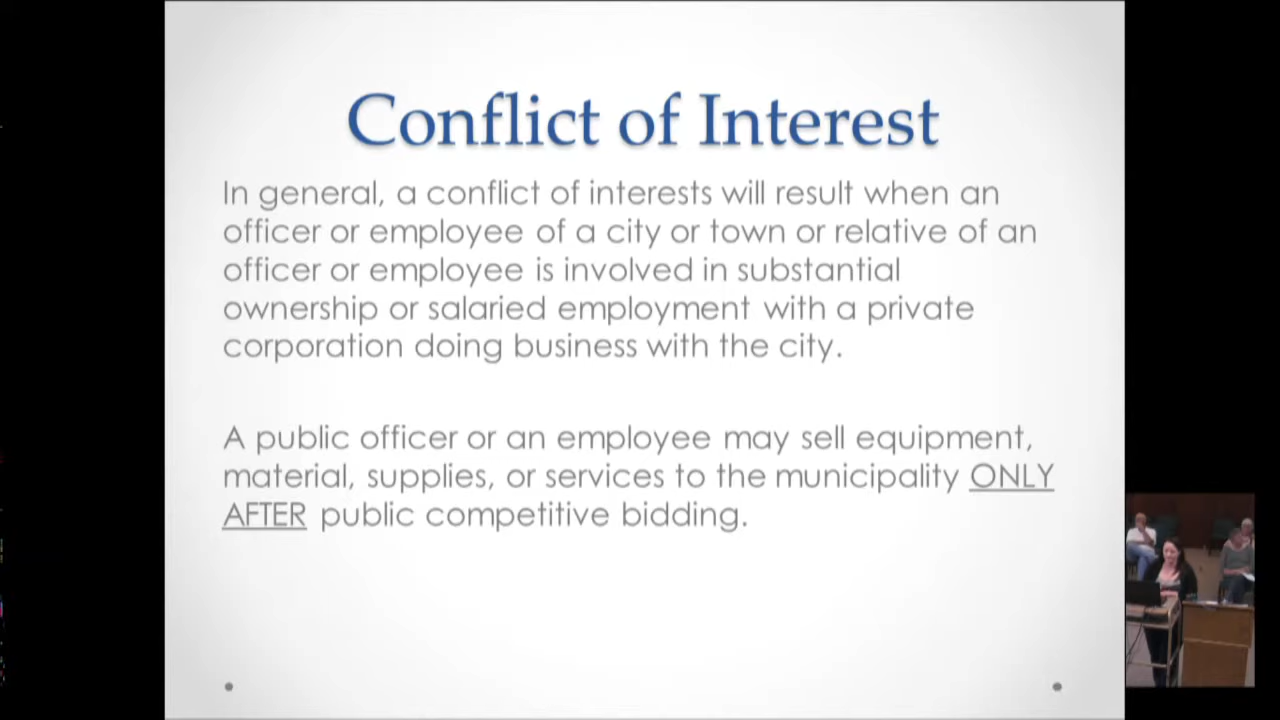 Conflict of Interest
In general, a conflict of interests will result when an
officer or employee of a city or town or relative of an
officer or employee is involved in substantial
ownership or salaried employment with a private
corporation doing business with the city.
A public officer or an employee may sell equipment,
material, supplies, or services to the municipality ONLY
AFTER public competitive bidding.